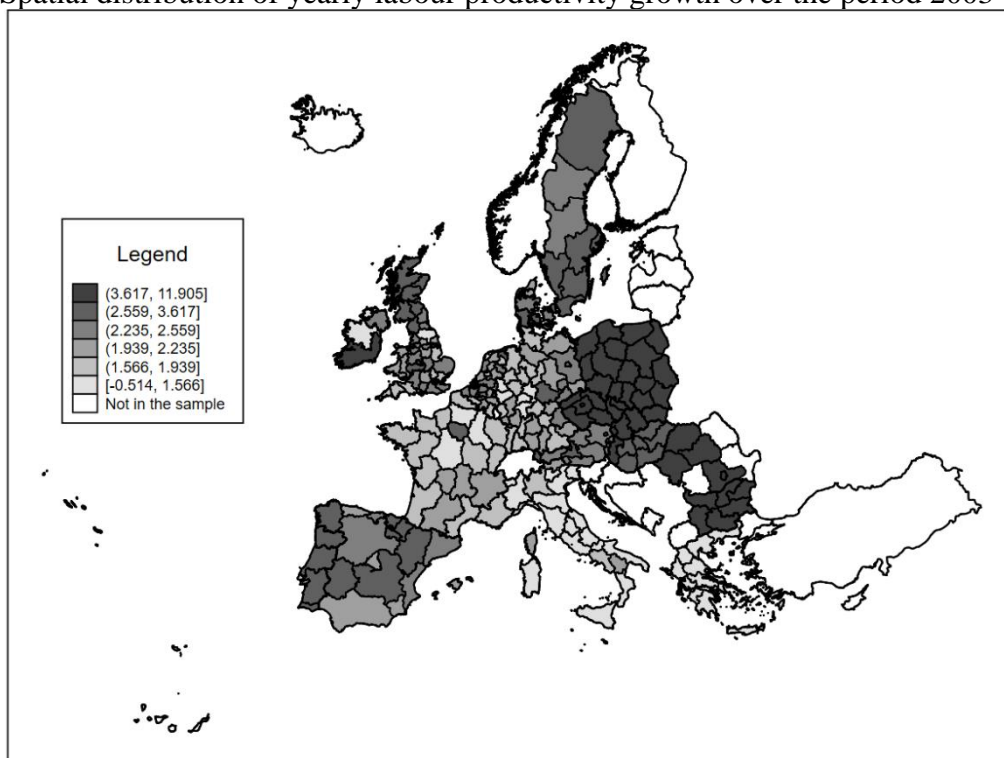 Spatial distribution of yearly labour productivity growth over the period 2003
Legend
(3.617, 11.905]
(2.559, 3.617]
(2.235, 2.559]
(1.939, 2.235]
(1.566, 1.939]
[-0.514, 1.566]
Not in the sample